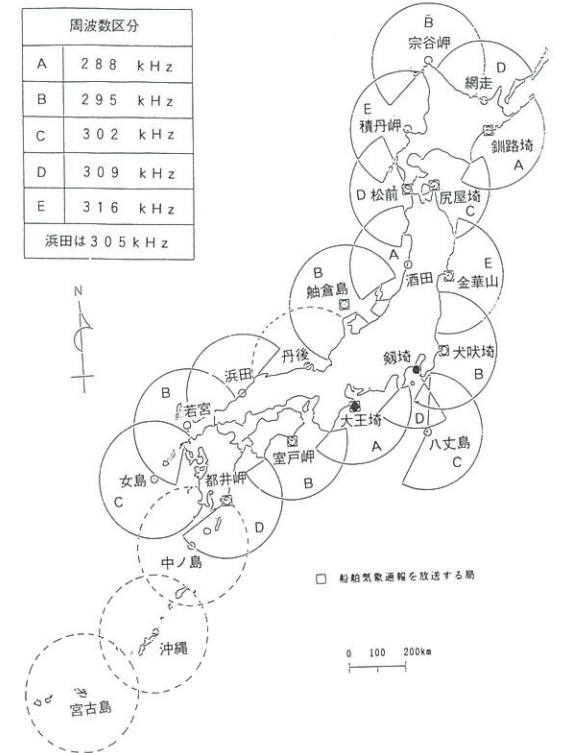 周波数区分
A 288 kHz
B 295 kHz
C 302 kHz
D 309 kHz
E 316 kHz
浜田は305kHz
N
B
宗谷岬
D
網走
E
積丹岬
釧路埼
A
D 松前
尻屋埼
C
A
酒田
E
金華山
B
舳倉島
丹後
剱埼
犬吠埼
B
浜田
B
若宮
大王埼
D
八丈島
A
C
室戸岬
B
女島
C
都井岬
D
中ノ島
船舶気象通報を放送する局
沖縄
0 100 200km
宮古島